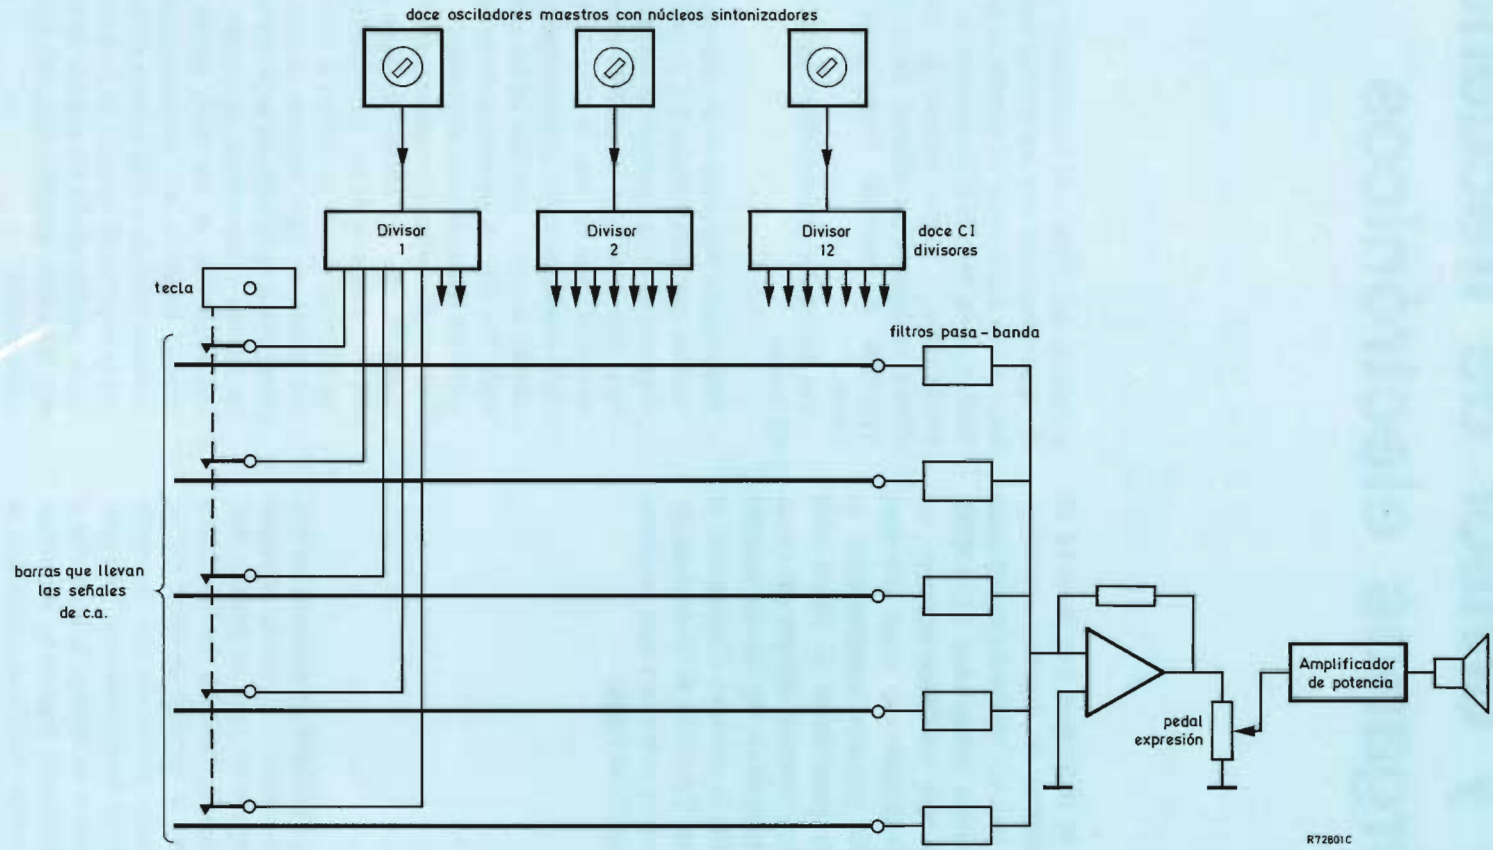 doce osciladores maestros con núcleos sintonizadores
Divisor
1
Divisor
2
Divisor
12
doce CI
divisores
tecla
filtros pasa-banda
barras que llevan
las señales
de c.a.
Amplificador
de potencia
pedal
expresión
R72801C